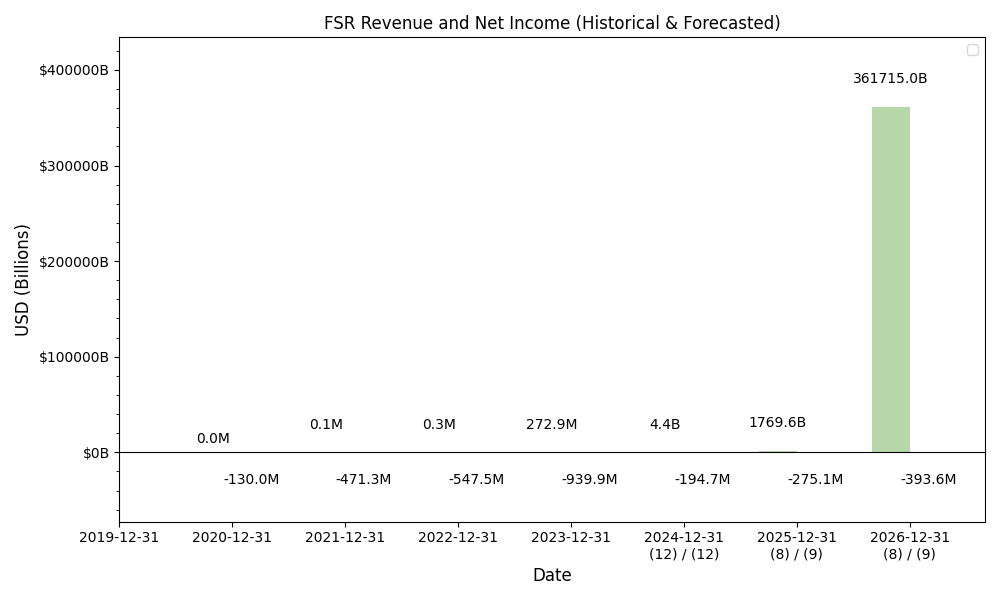 FSR Revenue and Net Income (Historical & Forecasted)
$400000B
$300000B
$200000B
$100000B
$0B
USD (Billions)
361715.0B
0.0M
0.1M
0.3M
272.9M
4.4B
1769.6B
-130.0M
-471.3M
-547.5M
-939.9M
-194.7M
-275.1M
-393.6M
2019-12-31
2020-12-31
2021-12-31
2022-12-31
2023-12-31
2024-12-31
(12) / (12)
2025-12-31
(8) / (9)
2026-12-31
(8) / (9)
Date